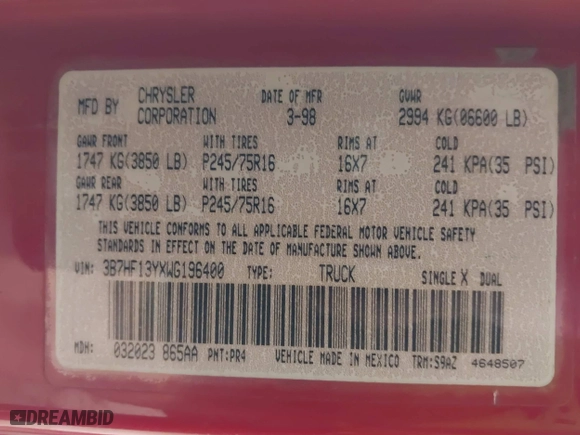 MFD BY CHRYSLER CORPORATION DATE OF MFR 3-98 GVWR 2994 KG(06600 LB)
GAWR FRONT WITH TIRES RIMS AT COLD
1747 KG(3850 LB) P245/75R16 16X7 241 KPA(35 PSI)
GAWR REAR WITH TIRES RIMS AT COLD
1747 KG(3850 LB) P245/75R16 16X7 241 KPA(35 PSI)
THIS VEHICLE CONFORMS TO ALL APPLICABLE FEDERAL MOTOR VEHICLE SAFETY
STANDARDS IN EFFECT ON THE DATE OF MANUFACTURE SHOWN ABOVE.
VIN: 3B7HF13YXWG196400 TYPE: TRUCK SINGLE X DUAL
MDH: 032023 865AA PNT:PR4 VEHICLE MADE IN MEXICO TRM:S9AZ 4648507
DREAMBID